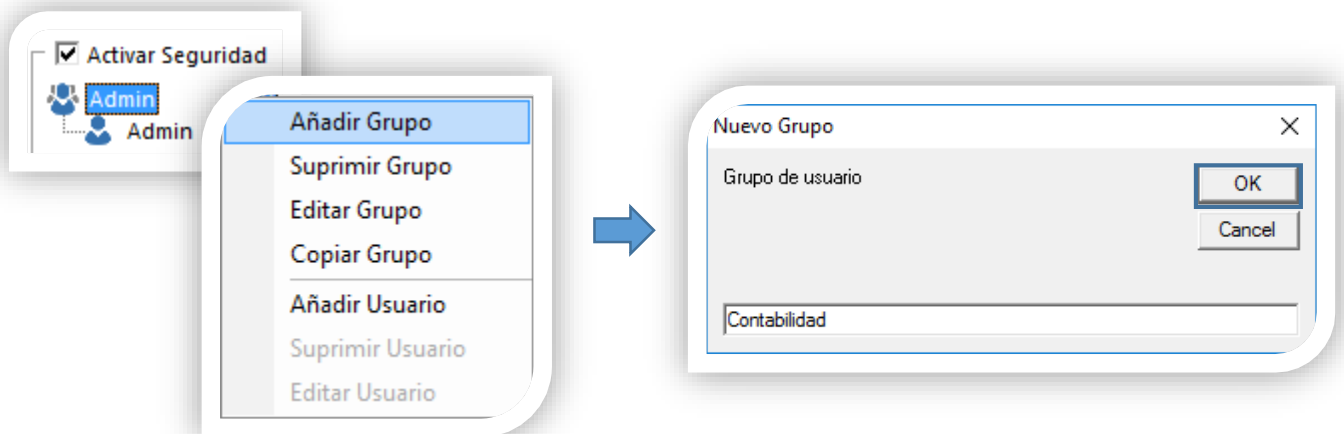 Activar Seguridad
Admin
Admin
Añadir Grupo
Suprimir Grupo
Editar Grupo
Copiar Grupo
Añadir Usuario
Suprimir Usuario
Editar Usuario
Nuevo Grupo
Grupo de usuario
OK
Cancel
Contabilidad